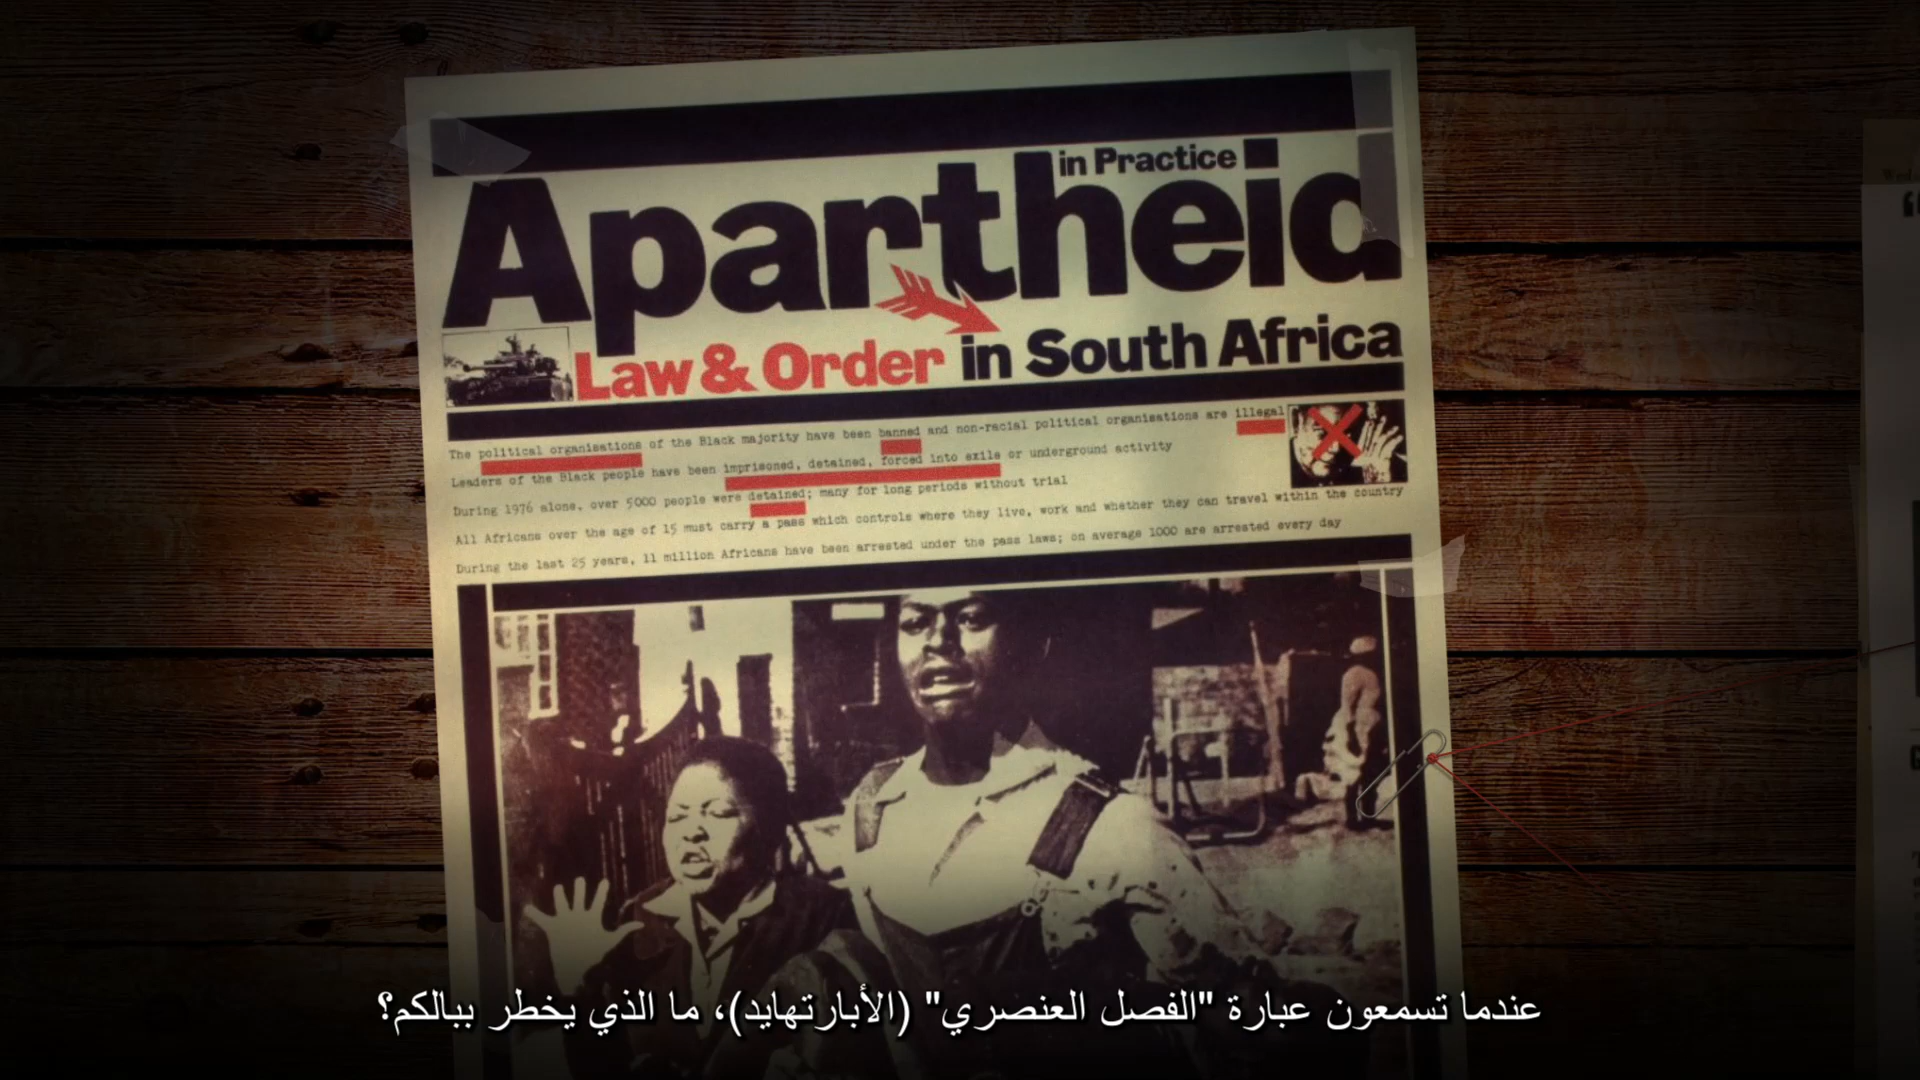 in Practice
Apartheid
Law & Order in South Africa
The political organisations of the Black majority have been banned and non-racial political organisations are illegal
Leaders of the Black people have been imprisoned, detained, forced into exile or underground activity
During 1976 alone, over 5000 people were detained; many for long periods without trial
All Africans over the age of 15 must carry a pass which controls where they live, work and whether they can travel within the country
During the last 25 years, 11 million Africans have been arrested under the pass laws; on average 1000 are arrested every day
عندما تسمعون عبارة "الفصل العنصري" (الأبارتهايد)، ما الذي يخطر ببالكم؟